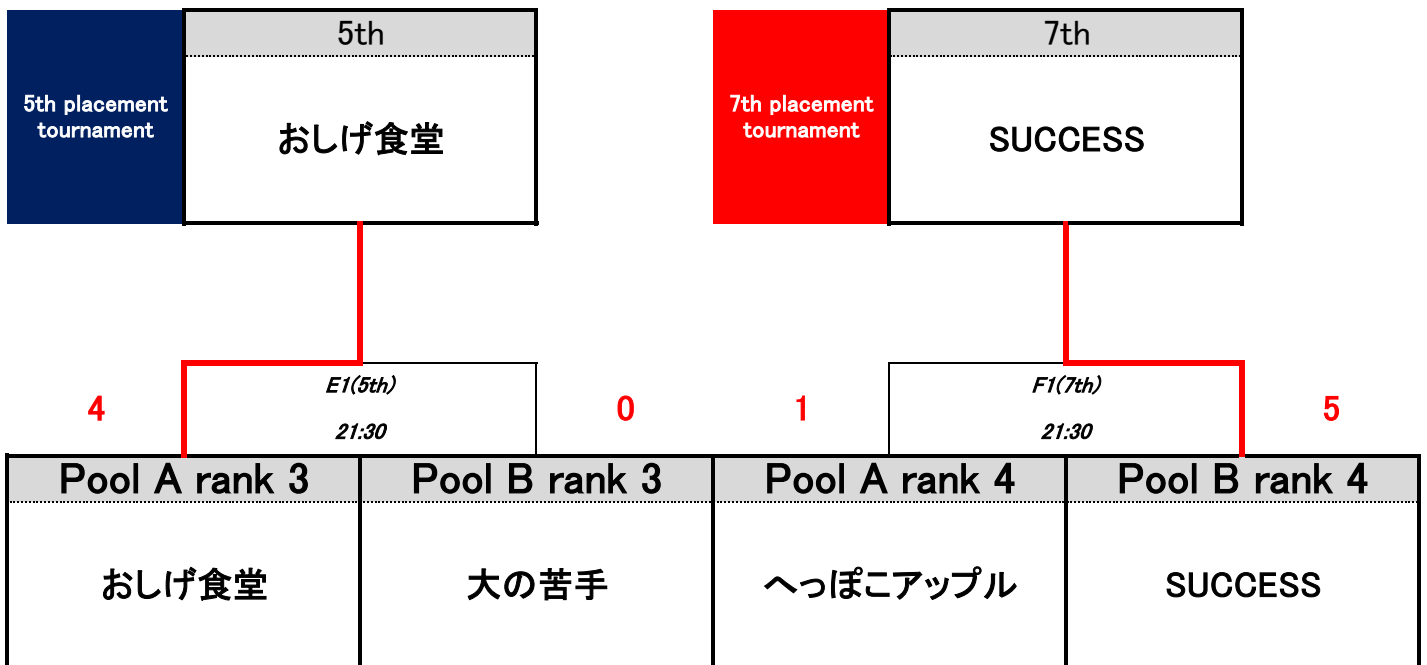 5th
7th
5th placement
tournament
おしげ食堂
7th placement
tournament
SUCCESS
E1(5th)
F1(7th)
4
0
1
5
21:30
21:30
Pool A rank 3
Pool B rank 3
Pool A rank 4
Pool B rank 4
おしげ食堂
大の苦手
へっぽこアップル
SUCCESS